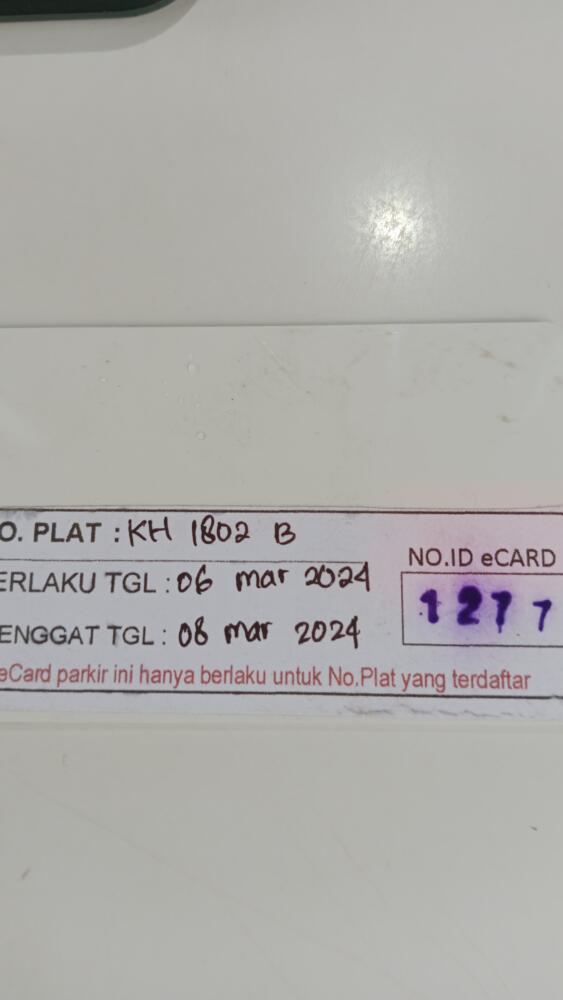 O. PLAT : KH 1802 B
ERLAKU TGL : 06 mar 2024
ENGGAT TGL : 08 mar 2024
NO.ID eCARD
1277
eCard parkir ini hanya berlaku untuk No.Plat yang terdaftar